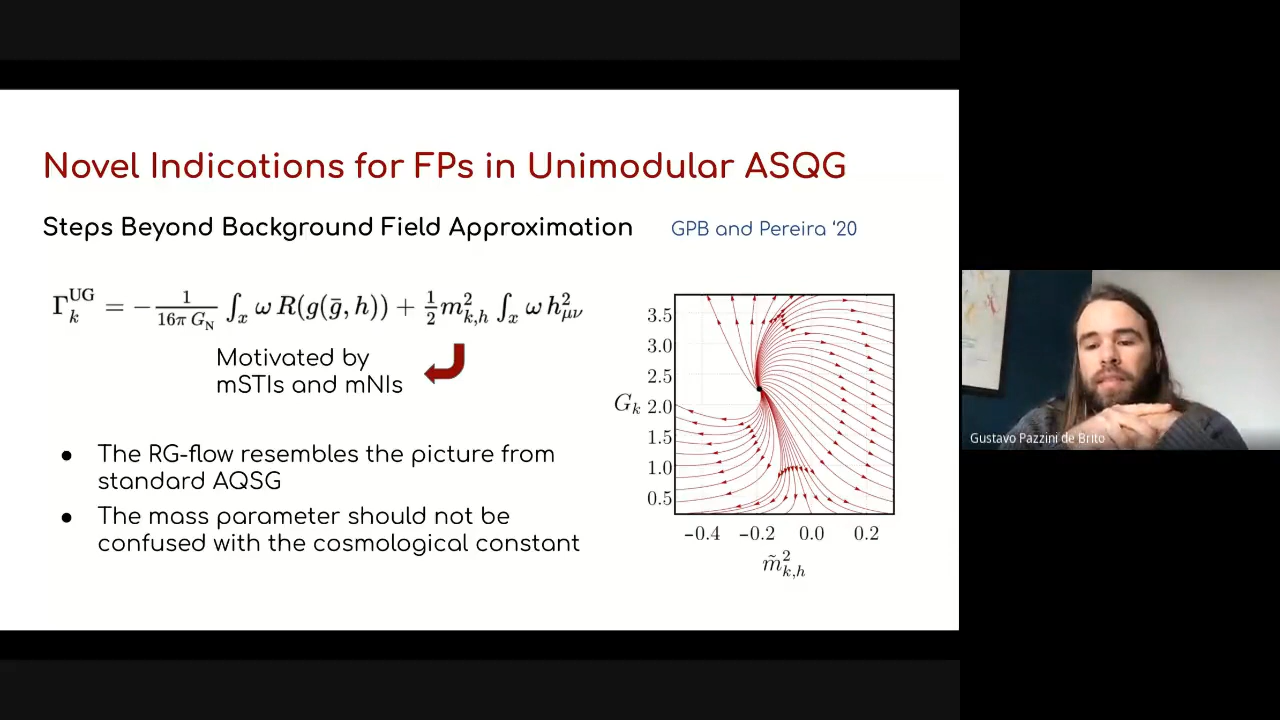 Novel Indications for FPs in Unimodular ASQG
Steps Beyond Background Field Approximation
GPB and Pereira ‘20
Γ_k^UG = − 1/(16π G_N) ∫_x ω R(g(ḡ, h)) + 1/2 m²_{k,h} ∫_x ω h²_{μν}
Motivated by
mSTIs and mNIs
The RG-flow resembles the picture from
standard AQSG
The mass parameter should not be
confused with the cosmological constant
3.5
3.0
2.5
G_k 2.0
1.5
1.0
0.5
−0.4 −0.2 0.0 0.2
m̃²_{k,h}
Gustavo Pazzini de Brito